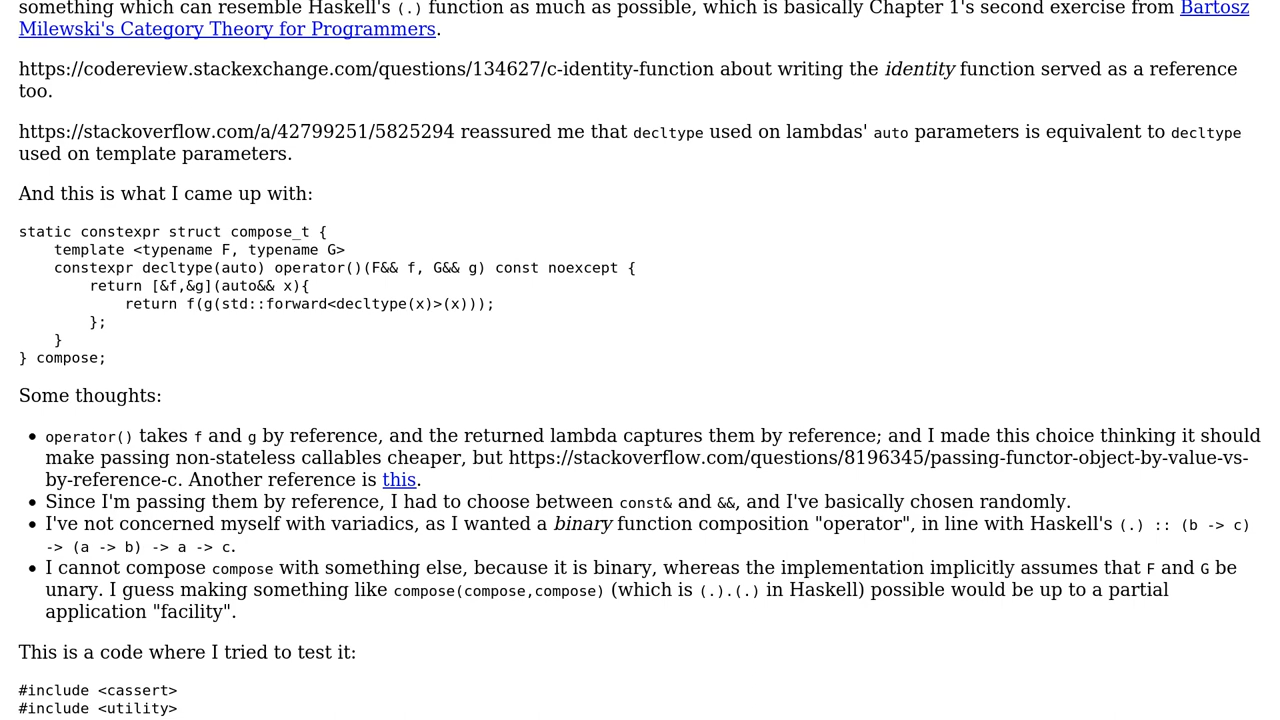 something which can resemble Haskell's (.) function as much as possible, which is basically Chapter 1's second exercise from Bartosz
Milewski's Category Theory for Programmers.
https://codereview.stackexchange.com/questions/134627/c-identity-function about writing the identity function served as a reference
too.
https://stackoverflow.com/a/42799251/5825294 reassured me that decltype used on lambdas' auto parameters is equivalent to decltype
used on template parameters.
And this is what I came up with:
static constexpr struct compose_t {
    template <typename F, typename G>
    constexpr decltype(auto) operator()(F&& f, G&& g) const noexcept {
        return [&f,&g](auto&& x){
            return f(g(std::forward<decltype(x)>(x)));
        };
    }
} compose;
Some thoughts:
• operator() takes f and g by reference, and the returned lambda captures them by reference; and I made this choice thinking it should
make passing non-stateless callables cheaper, but https://stackoverflow.com/questions/8196345/passing-functor-object-by-value-vs-
by-reference-c. Another reference is this.
• Since I'm passing them by reference, I had to choose between const& and &&, and I've basically chosen randomly.
• I've not concerned myself with variadics, as I wanted a binary function composition "operator", in line with Haskell's (.) :: (b -> c)
-> (a -> b) -> a -> c.
• I cannot compose compose with something else, because it is binary, whereas the implementation implicitly assumes that F and G be
unary. I guess making something like compose(compose,compose) (which is (.).(.) in Haskell) possible would be up to a partial
application "facility".
This is a code where I tried to test it:
#include <cassert>
#include <utility>